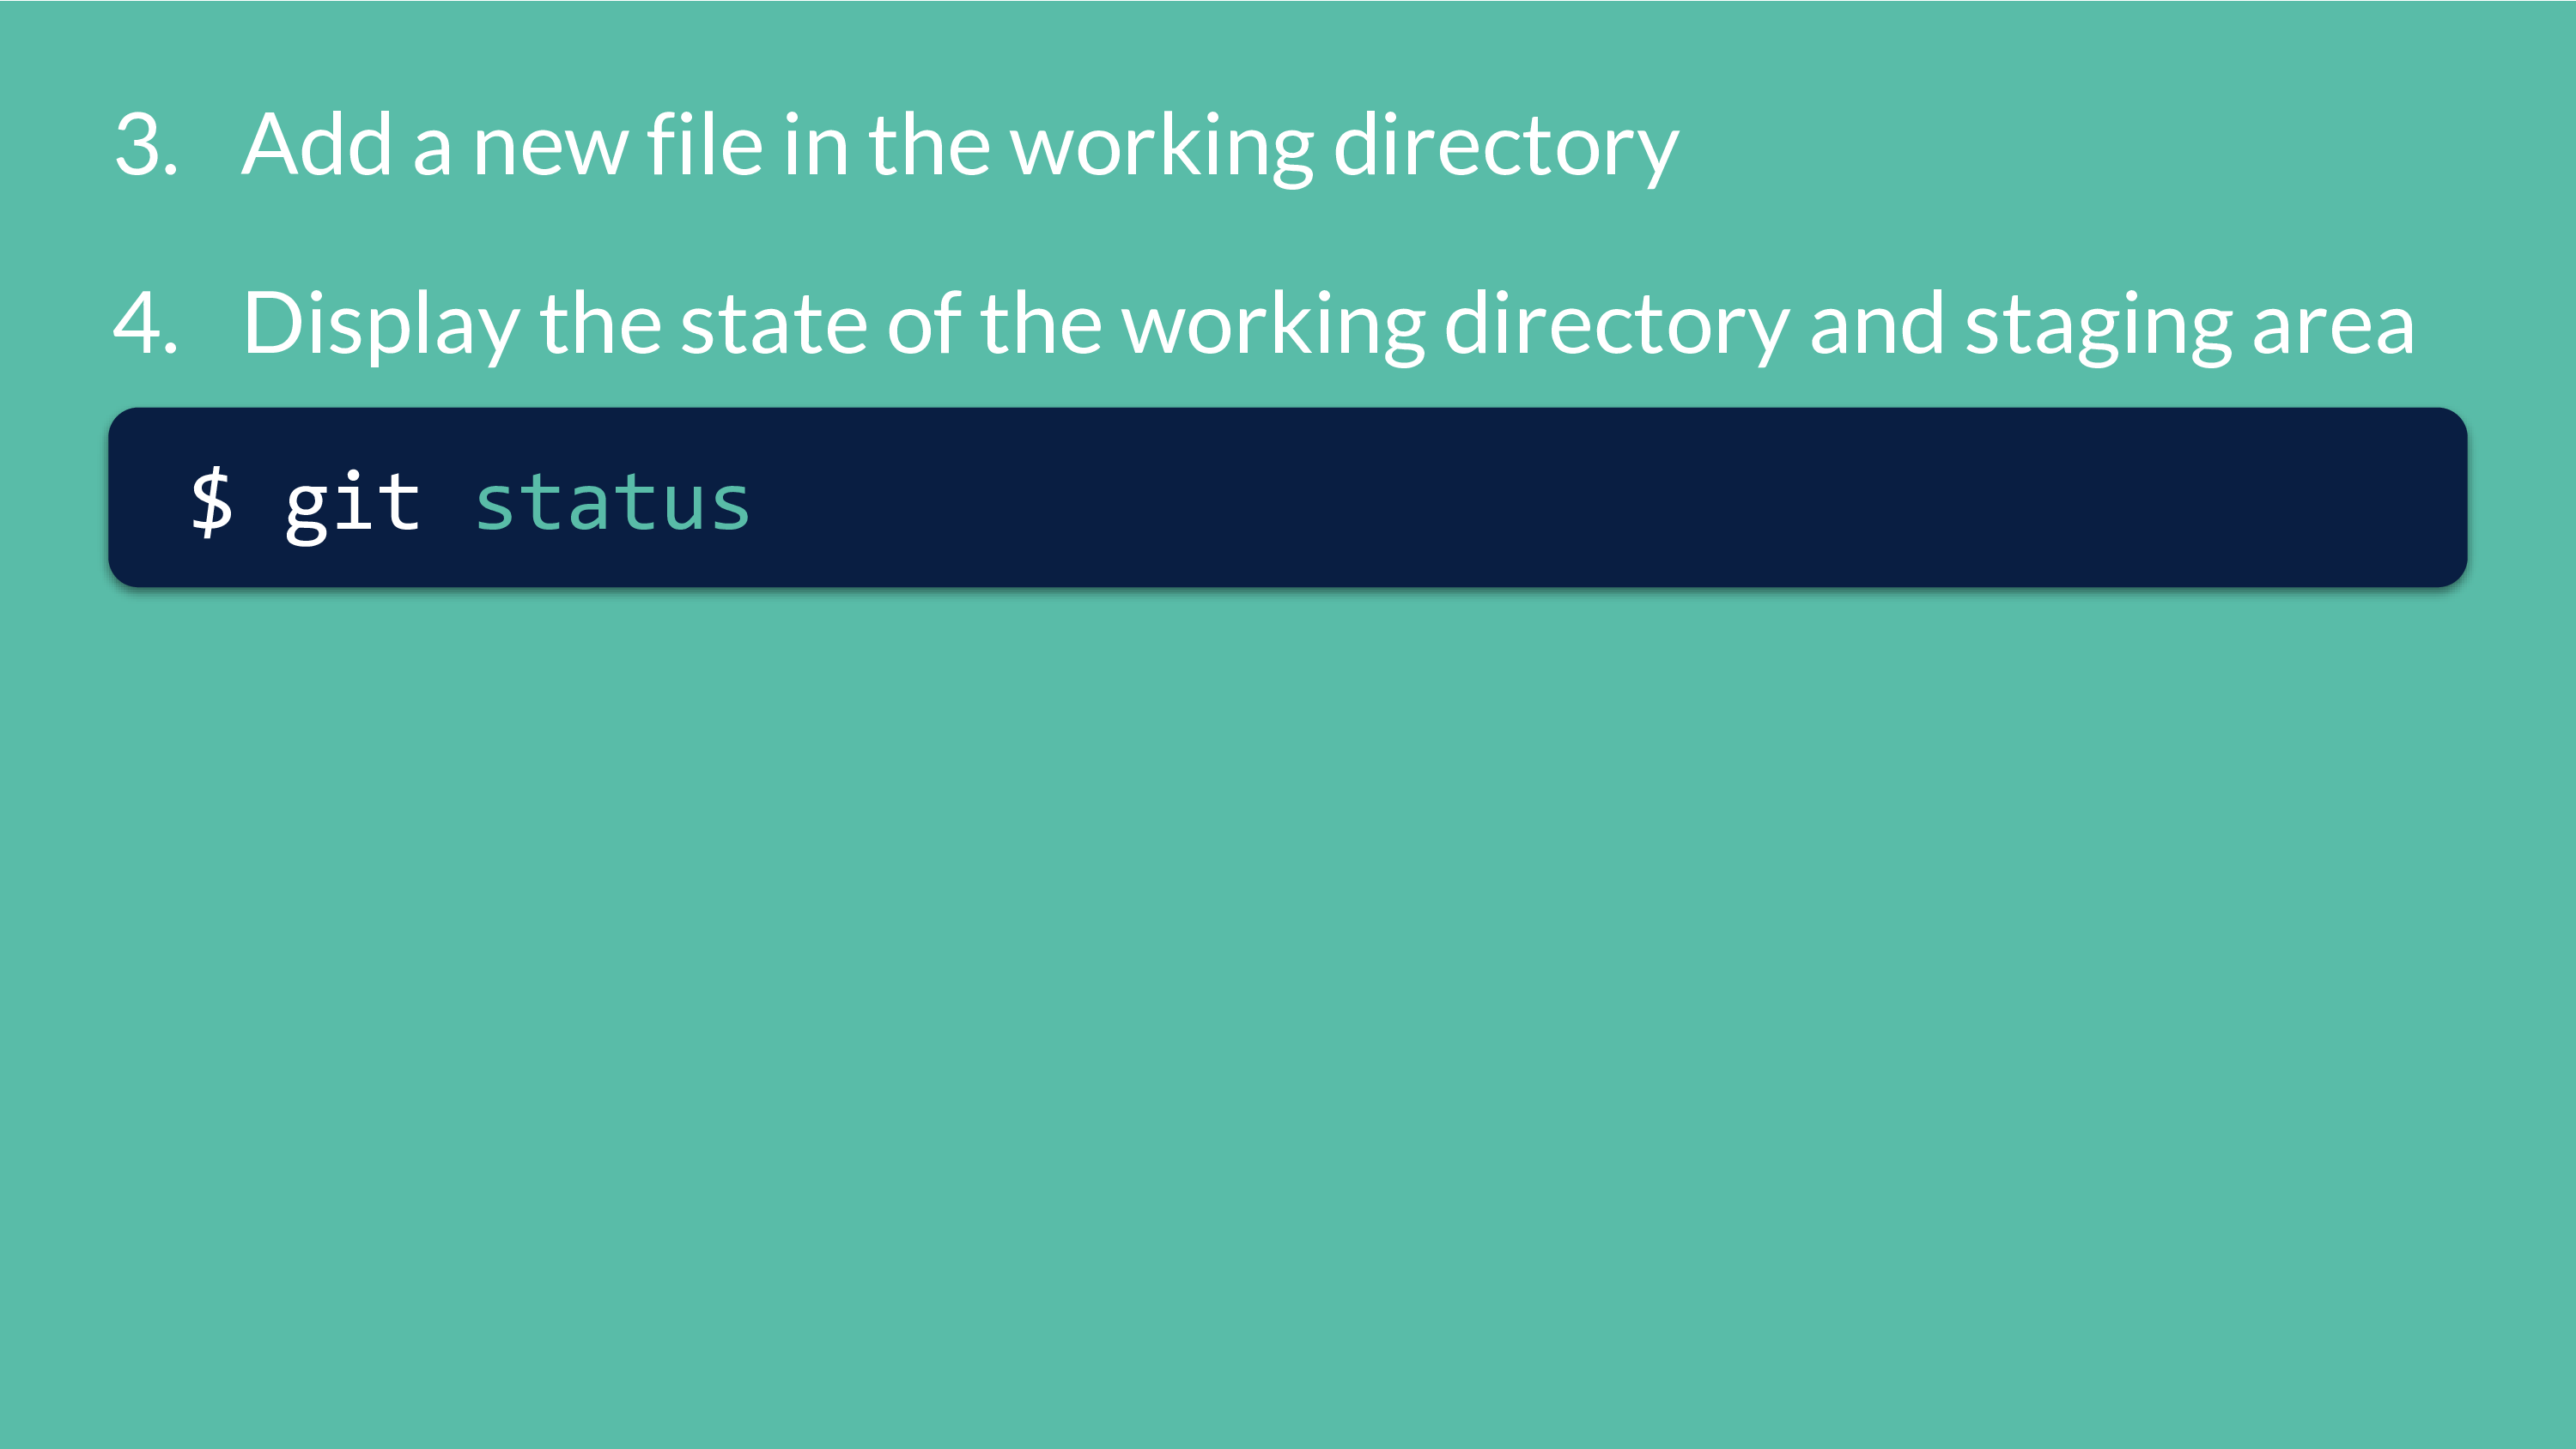 3. Add a new file in the working directory
4. Display the state of the working directory and staging area
$ git status